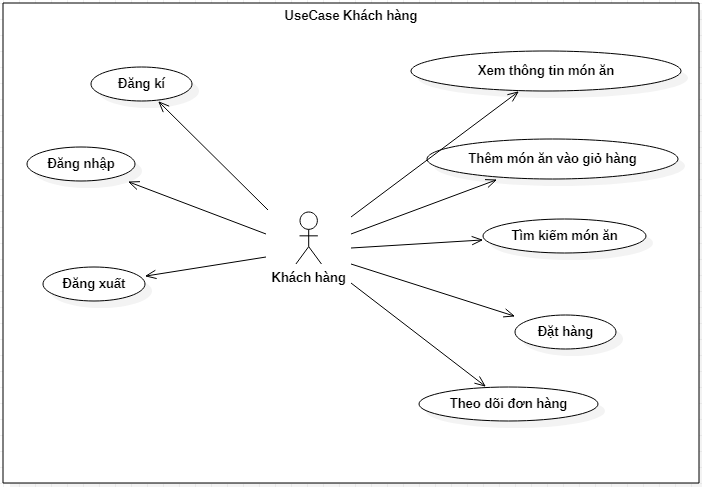 UseCase Khách hàng
Đăng kí
Xem thông tin món ăn
Đăng nhập
Thêm món ăn vào giỏ hàng
Tìm kiếm món ăn
Khách hàng
Đăng xuất
Đặt hàng
Theo dõi đơn hàng